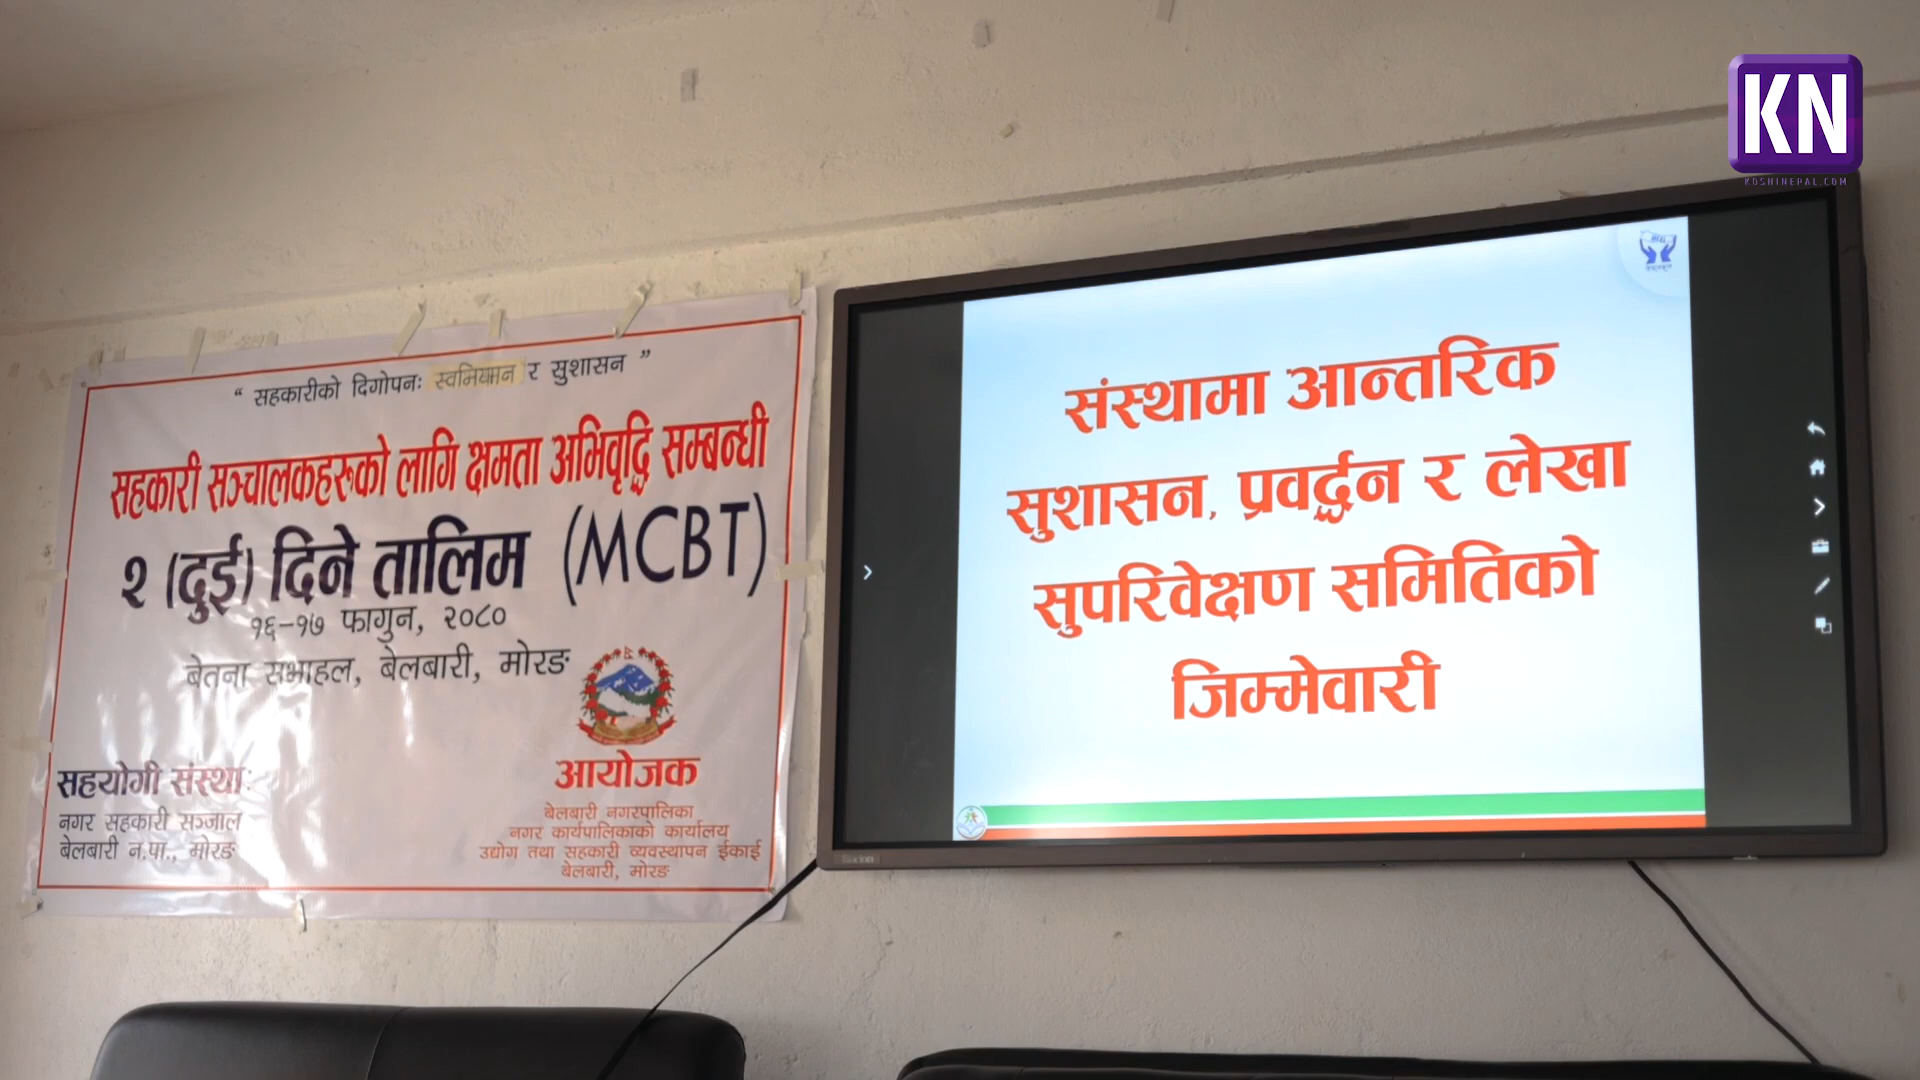 “ सहकारीको दिगोपनः स्वनियमन र सुशासन ”
सहकारी सञ्चालकहरुको लागि क्षमता अभिवृद्धि सम्बन्धी
२ (दुई) दिने तालिम (MCBT)
१६-१७ फागुन, २०८०
बेतना सभाहल, बेलबारी, मोरङ
सहयोगी संस्थाः
नगर सहकारी सञ्जाल
बेलबारी न.पा., मोरङ
आयोजक
बेलबारी नगरपालिका
नगर कार्यपालिकाको कार्यालय
उद्योग तथा सहकारी व्यवस्थापन ईकाई
बेलबारी, मोरङ
संस्थामा आन्तरिक
सुशासन, प्रवर्द्धन र लेखा
सुपरिवेक्षण समितिको
जिम्मेवारी
KN
KOSHINEPAL.COM